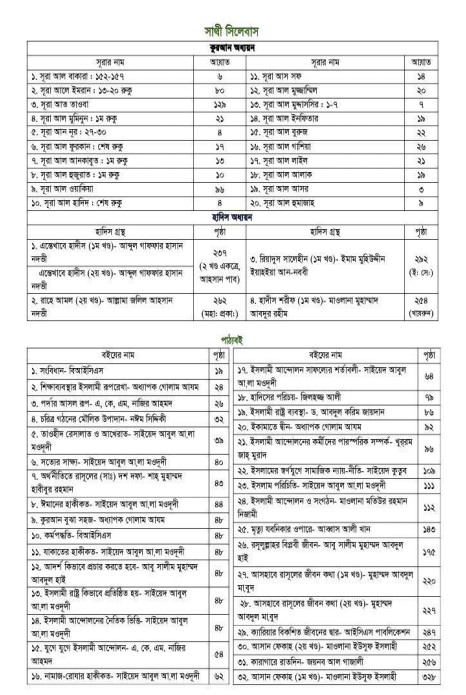 সাথী সিলেবাস
কুরআন অধ্যয়ন
সূরার নাম আয়াত সূরার নাম আয়াত
১. সূরা আল বাকারা : ১৫২-১৫৭ ৬ ১১. সূরা আস সফ ১৪
২. সূরা আলে ইমরান : ১৩-২০ রুকু ৮০ ১২. সূরা আল মুজ্জাম্মিল ২০
৩. সূরা আত তাওবা ১২৯ ১৩. সূরা আল মুদ্দাসসির : ১-৭ ৭
৪. সূরা আল মুমিনুন : ১ম রুকু ২১ ১৪. সূরা আল ইনফিতার ১৯
৫. সূরা আন নূর : ২৭-৩০ ৪ ১৫. সূরা আল বুরুজ ২২
৬. সূরা আল ফুরকান : শেষ রুকু ১৭ ১৬. সূরা আল গাশিয়া ২৬
৭. সূরা আল আনকাবুত : ১ম রুকু ১৩ ১৭. সূরা আল লাইল ২১
৮. সূরা আল হুজুরাত : ১ম রুকু ১০ ১৮. সূরা আল আলাক ১৯
৯. সূরা আল ওয়াকিয়া ৯৬ ১৯. সূরা আল আসর ৩
১০. সূরা আল হাদিদ : শেষ রুকু ৪ ২০. সূরা আল হুমাজাহ ৯
হাদিস অধ্যয়ন
হাদিস গ্রন্থ পৃষ্ঠা হাদিস গ্রন্থ পৃষ্ঠা
১. এন্তেখাবে হাদীস (১ম খণ্ড)- আব্দুল গাফফার হাসান
নদভী
এন্তেখাবে হাদীস (২য় খণ্ড)- আব্দুল গাফফার হাসান
নদভী
২৩৭
(২ খণ্ড একত্রে,
আহসান পাব)
৩. রিয়াদুস সালেহীন (১ম খণ্ড)- ইমাম মুহিউদ্দীন
ইয়াহইয়া আন-নববী
২৯২
(ই: সে:)
২. রাহে আমল (২য় খণ্ড)- আল্লামা জলিল আহসান
নদভী
২৬২
(মহা: প্রকা:)
৪. হাদীস শরীফ (১ম খণ্ড)- মাওলানা মুহাম্মাদ
আবদুর রহীম
২৫৪
(খায়রুন)
পাঠ্যবই
বইয়ের নাম পৃষ্ঠা
১. সংবিধান- বিআইসিএস ১৯
২. শিক্ষাব্যবস্থার ইসলামী রূপরেখা- অধ্যাপক গোলাম আযম ২৪
৩. পর্দার আসল রূপ- এ, কে, এম, নাজির আহমদ ২৬
৪. চরিত্র গঠনের মৌলিক উপাদান- নঈম সিদ্দিকী ৩২
৫. তাওহীদ রেসালাত ও আখেরাত- সাইয়েদ আবুল আ'লা
মওদূদী ৩৯
৬. সত্যের সাক্ষ্য- সাইয়েদ আবুল আ'লা মওদূদী ৪০
৭. অর্থনীতিতে রাসূলের (সাঃ) দশ দফা- শাহ্ মুহাম্মদ
হাবীবুর রহমান ৪৩
৮. ঈমানের হাকীকত- সাইয়েদ আবুল আ'লা মওদূদী ৪৪
৯. কুরআন বুঝা সহজ- অধ্যাপক গোলাম আযম ৪৮
১০. কর্মপদ্ধতি- বিআইসিএস ৪৮
১১. যাকাতের হাকীকত- সাইয়েদ আবুল আ'লা মওদূদী ৪৮
১২. আদর্শ কিভাবে প্রচার করতে হবে- আবু সালীম মুহাম্মদ
আবদুল হাই ৪৮
১৩. ইসলামী রাষ্ট্র কিভাবে প্রতিষ্ঠিত হয়- সাইয়েদ আবুল
আ'লা মওদূদী ৪৮
১৪. ইসলামী আন্দোলনের নৈতিক ভিত্তি- সাইয়েদ আবুল
আ'লা মওদূদী ৪৮
১৫. যুগে যুগে ইসলামী আন্দোলন- এ, কে, এম, নাজির
আহমদ ৫৪
১৬. নামাজ-রোযার হাকীকত- সাইয়েদ আবুল আ'লা মওদূদী ৬২
বইয়ের নাম পৃষ্ঠা
১৭. ইসলামী আন্দোলন সাফল্যের শর্তাবলী- সাইয়েদ আবুল
আ'লা মওদূদী ৬৪
১৮. হাদিসের পরিচয়- জিলহজ্জ আলী ৭৯
১৯. ইসলামী রাষ্ট্র ব্যবস্থা- ড. আবদুল করিম জায়দান ৮৬
২০. ইকামাতে দ্বীন- অধ্যাপক গোলাম আযম ৯২
২১. ইসলামী আন্দোলনের কর্মীদের পারস্পরিক সম্পর্ক- খুররম
জাহ্ মুরাদ ৯৬
২২. ইসলামের স্বর্ণযুগে সামাজিক ন্যায়-নীতি- সাইয়েদ কুতুব ১০৯
২৩. ইসলাম পরিচিতি- সাইয়েদ আবুল আ'লা মওদূদী ১১১
২৪. ইসলামী আন্দোলন ও সংগঠন- মাওলানা মতিউর রহমান
নিজামী ১১২
২৫. মৃত্যু যবনিকার ওপারে- আব্বাস আলী খান ১৪৩
২৬. রসূলুল্লাহর বিপ্লবী জীবন- আবু সালীম মুহাম্মদ আবদুল
হাই ১৭৫
২৭. আসহাবে রাসূলের জীবন কথা (১ম খণ্ড)- মুহাম্মদ আবদুল
মা'বুদ ২২০
২৮. আসহাবে রাসূলের জীবন কথা (২য় খণ্ড)- মুহাম্মদ
আবদুল মা'বুদ ২২৭
২৯. ক্যারিয়ার বিকশিত জীবনের দ্বার- আইসিএস পাবলিকেশন ২৪৭
৩০. আসান ফেকাহ (১ম খণ্ড)- মাওলানা ইউসুফ ইসলাহী ২৫২
৩১. কারাগারে রাতদিন- জয়নব আল গাজালী ২৫৬
৩২. আসান ফেকাহ (১ম খণ্ড)- মাওলানা ইউসুফ ইসলাহী ৩২৮